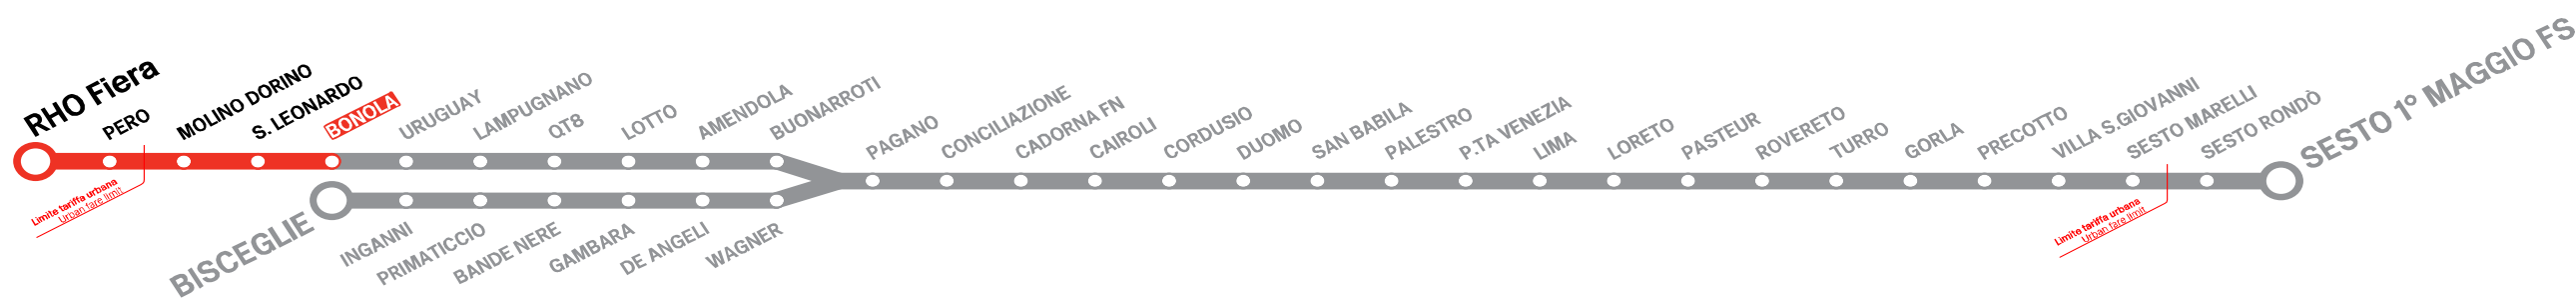 RHO Fiera
PERO
MOLINO DORINO
S. LEONARDO
BONOLA
URUGUAY
LAMPUGNANO
QT8
LOTTO
AMENDOLA
BUONARROTI
PAGANO
CONCILIAZIONE
CADORNA FN
CAIROLI
CORDUSIO
DUOMO
SAN BABILA
PALESTRO
P.TA VENEZIA
LIMA
LORETO
PASTEUR
ROVERETO
TURRO
GORLA
PRECOTTO
VILLA S.GIOVANNI
SESTO MARELLI
SESTO RONDÒ
SESTO 1° MAGGIO FS
Limite tariffa urbana
Urban fare limit
BISCEGLIE
INGANNI
PRIMATICCIO
BANDE NERE
GAMBARA
DE ANGELI
WAGNER
Limite tariffa urbana
Urban fare limit